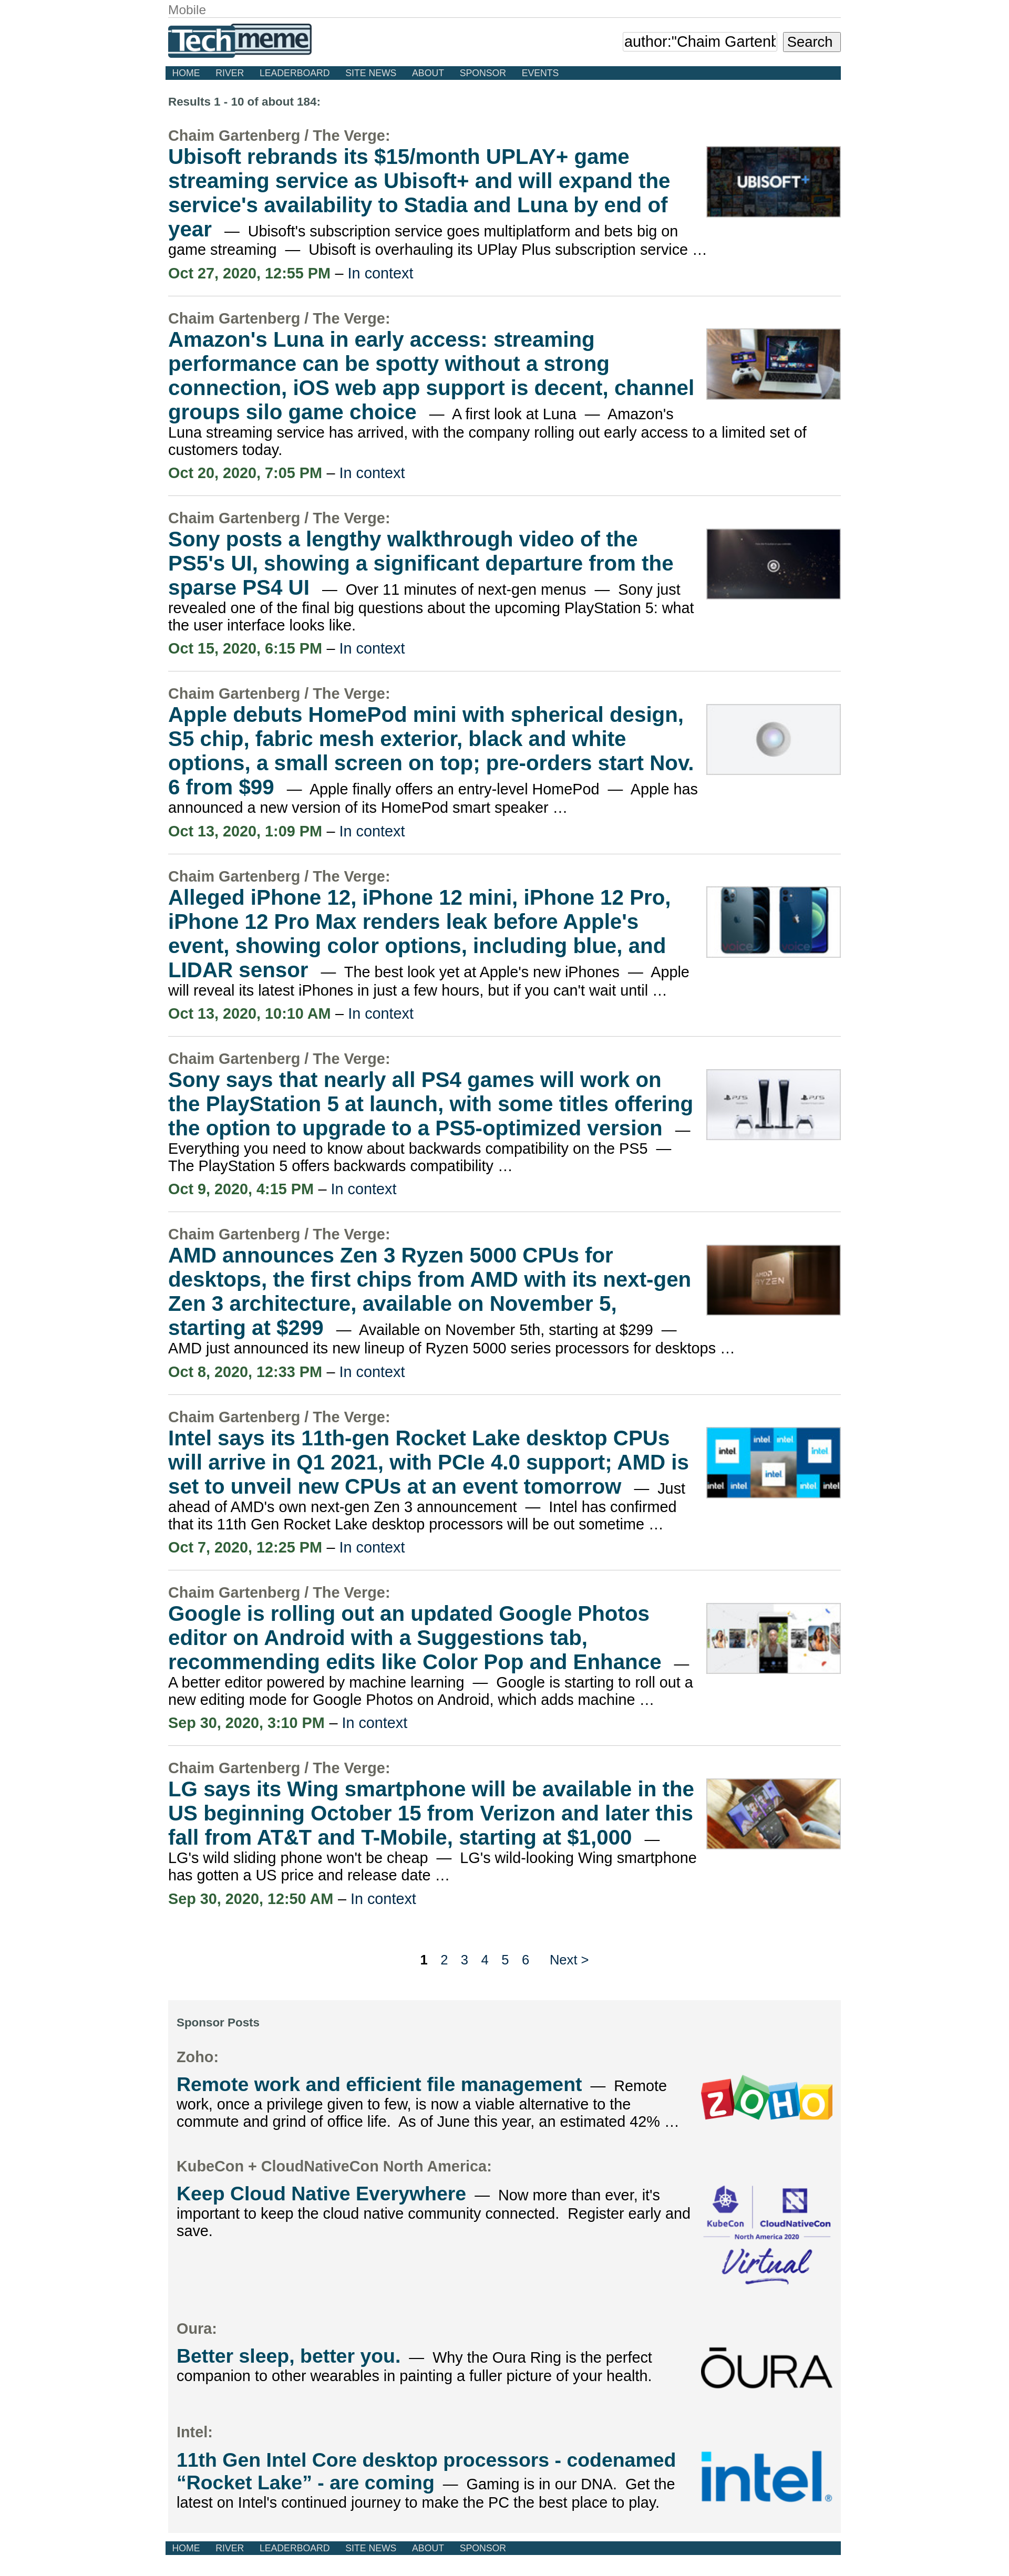 Mobile
Techmeme
author:"Chaim Gartenb
Search
HOME RIVER LEADERBOARD SITE NEWS ABOUT SPONSOR EVENTS
Results 1 - 10 of about 184:
Chaim Gartenberg / The Verge:
Ubisoft rebrands its $15/month UPLAY+ game
streaming service as Ubisoft+ and will expand the
service's availability to Stadia and Luna by end of
year — Ubisoft's subscription service goes multiplatform and bets big on
game streaming — Ubisoft is overhauling its UPlay Plus subscription service …
UBISOFT+
Oct 27, 2020, 12:55 PM – In context
Chaim Gartenberg / The Verge:
Amazon's Luna in early access: streaming
performance can be spotty without a strong
connection, iOS web app support is decent, channel
groups silo game choice — A first look at Luna — Amazon's
Luna streaming service has arrived, with the company rolling out early access to a limited set of
customers today.
Oct 20, 2020, 7:05 PM – In context
Chaim Gartenberg / The Verge:
Sony posts a lengthy walkthrough video of the
PS5's UI, showing a significant departure from the
sparse PS4 UI — Over 11 minutes of next-gen menus — Sony just
revealed one of the final big questions about the upcoming PlayStation 5: what
the user interface looks like.
Oct 15, 2020, 6:15 PM – In context
Chaim Gartenberg / The Verge:
Apple debuts HomePod mini with spherical design,
S5 chip, fabric mesh exterior, black and white
options, a small screen on top; pre-orders start Nov.
6 from $99 — Apple finally offers an entry-level HomePod — Apple has
announced a new version of its HomePod smart speaker …
Oct 13, 2020, 1:09 PM – In context
Chaim Gartenberg / The Verge:
Alleged iPhone 12, iPhone 12 mini, iPhone 12 Pro,
iPhone 12 Pro Max renders leak before Apple's
event, showing color options, including blue, and
LIDAR sensor — The best look yet at Apple's new iPhones — Apple
will reveal its latest iPhones in just a few hours, but if you can't wait until …
Oct 13, 2020, 10:10 AM – In context
Chaim Gartenberg / The Verge:
Sony says that nearly all PS4 games will work on
the PlayStation 5 at launch, with some titles offering
the option to upgrade to a PS5-optimized version —
Everything you need to know about backwards compatibility on the PS5 —
The PlayStation 5 offers backwards compatibility …
PS5 PS5
Oct 9, 2020, 4:15 PM – In context
Chaim Gartenberg / The Verge:
AMD announces Zen 3 Ryzen 5000 CPUs for
desktops, the first chips from AMD with its next-gen
Zen 3 architecture, available on November 5,
starting at $299 — Available on November 5th, starting at $299 —
AMD just announced its new lineup of Ryzen 5000 series processors for desktops …
AMD
RYZEN
Oct 8, 2020, 12:33 PM – In context
Chaim Gartenberg / The Verge:
Intel says its 11th-gen Rocket Lake desktop CPUs
will arrive in Q1 2021, with PCIe 4.0 support; AMD is
set to unveil new CPUs at an event tomorrow — Just
ahead of AMD's own next-gen Zen 3 announcement — Intel has confirmed
that its 11th Gen Rocket Lake desktop processors will be out sometime …
intel intel intel intel
intel
intel intel intel intel
Oct 7, 2020, 12:25 PM – In context
Chaim Gartenberg / The Verge:
Google is rolling out an updated Google Photos
editor on Android with a Suggestions tab,
recommending edits like Color Pop and Enhance —
A better editor powered by machine learning — Google is starting to roll out a
new editing mode for Google Photos on Android, which adds machine …
Sep 30, 2020, 3:10 PM – In context
Chaim Gartenberg / The Verge:
LG says its Wing smartphone will be available in the
US beginning October 15 from Verizon and later this
fall from AT&T and T-Mobile, starting at $1,000 —
LG's wild sliding phone won't be cheap — LG's wild-looking Wing smartphone
has gotten a US price and release date …
Sep 30, 2020, 12:50 AM – In context
1 2 3 4 5 6 Next >
Sponsor Posts
Zoho:
Remote work and efficient file management — Remote
work, once a privilege given to few, is now a viable alternative to the
commute and grind of office life. As of June this year, an estimated 42% …
ZOHO
KubeCon + CloudNativeCon North America:
Keep Cloud Native Everywhere — Now more than ever, it's
important to keep the cloud native community connected. Register early and
save.
KubeCon CloudNativeCon
North America 2020
Virtual
Oura:
Better sleep, better you. — Why the Oura Ring is the perfect
companion to other wearables in painting a fuller picture of your health.
ŌURA
Intel:
11th Gen Intel Core desktop processors - codenamed
“Rocket Lake” - are coming — Gaming is in our DNA. Get the
latest on Intel's continued journey to make the PC the best place to play.
intel®
HOME RIVER LEADERBOARD SITE NEWS ABOUT SPONSOR